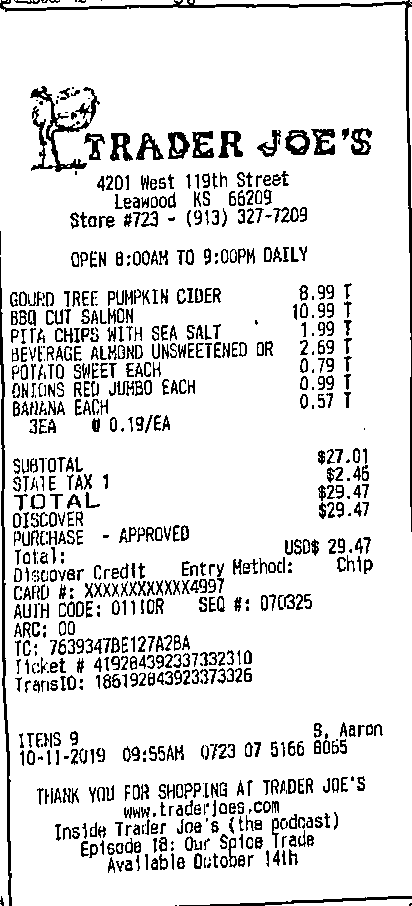 TRADER JOE'S
4201 West 119th Street
Leawood KS 66209
Store #723 - (913) 327-7209
OPEN 8:00AM TO 9:00PM DAILY
GOURD TREE PUMPKIN CIDER 8.99 T
BBQ CUT SALMON 10.99 T
PITA CHIPS WITH SEA SALT 1.99 T
BEVERAGE ALMOND UNSWEETENED OR 2.69 T
POTATO SWEET EACH 0.79 T
ONIONS RED JUMBO EACH 0.99 T
BANANA EACH 0.57 T
3EA @ 0.19/EA
SUBTOTAL $27.01
STATE TAX 1 $2.46
TOTAL $29.47
DISCOVER $29.47
PURCHASE - APPROVED
Total: USD$ 29.47
Discover Credit Entry Method: Chip
CARD #: XXXXXXXXXXXX4997
AUTH CODE: 01110R SEQ #: 070325
ARC: 00
TC: 7639347BE127A2BA
Ticket # 419284392337332310
TransID: 186192843923373326
ITEMS 9 S, Aaron
10-11-2019 09:55AM 0723 07 5166 8065
THANK YOU FOR SHOPPING AT TRADER JOE'S
www.traderjoes.com
Inside Trader Joe's (the podcast)
Episode 18: Our Spice Trade
Available October 14th